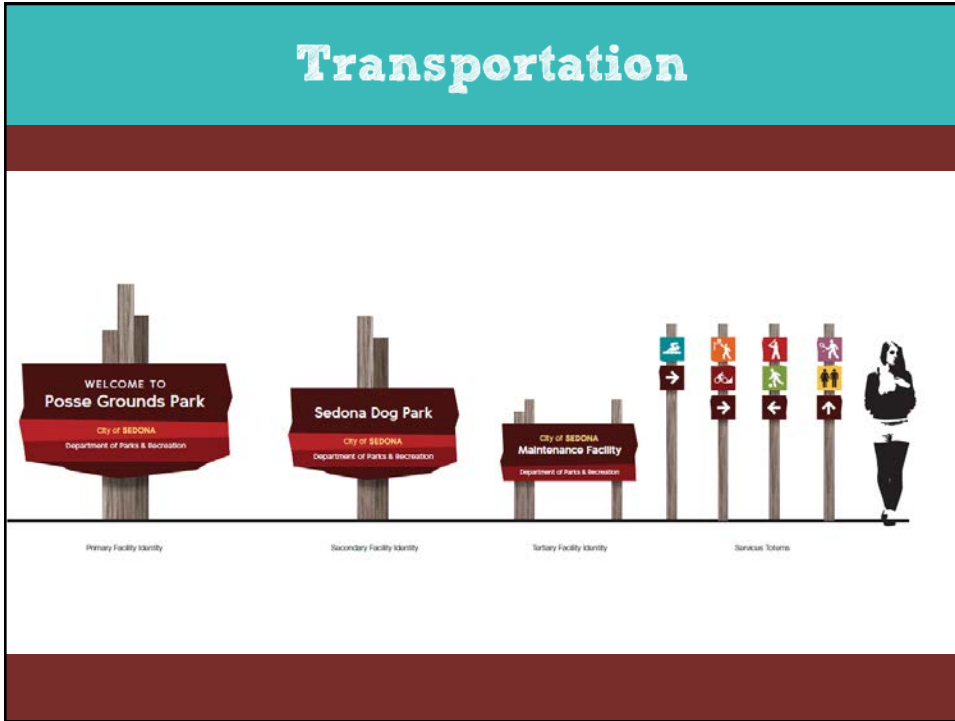 Transportation
WELCOME TO
Posse Grounds Park
City of SEDONA
Department of Parks & Recreation
Sedona Dog Park
City of SEDONA
Department of Parks & Recreation
City of SEDONA
Maintenance Facility
Department of Parks & Recreation
Primary Facility Identity
Secondary Facility Identity
Tertiary Facility Identity
Services Totems